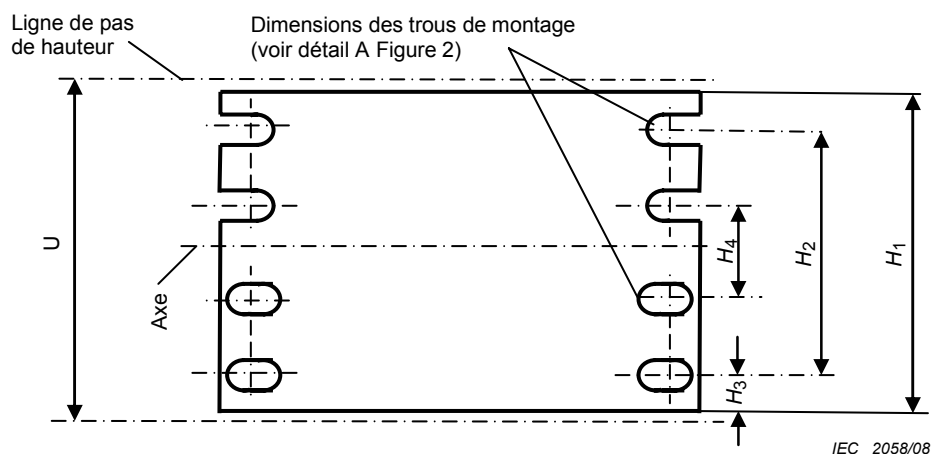 Ligne de pas
de hauteur
Dimensions des trous de montage
(voir détail A Figure 2)
U
Axe
H4
H2
H1
H3
IEC 2058/08